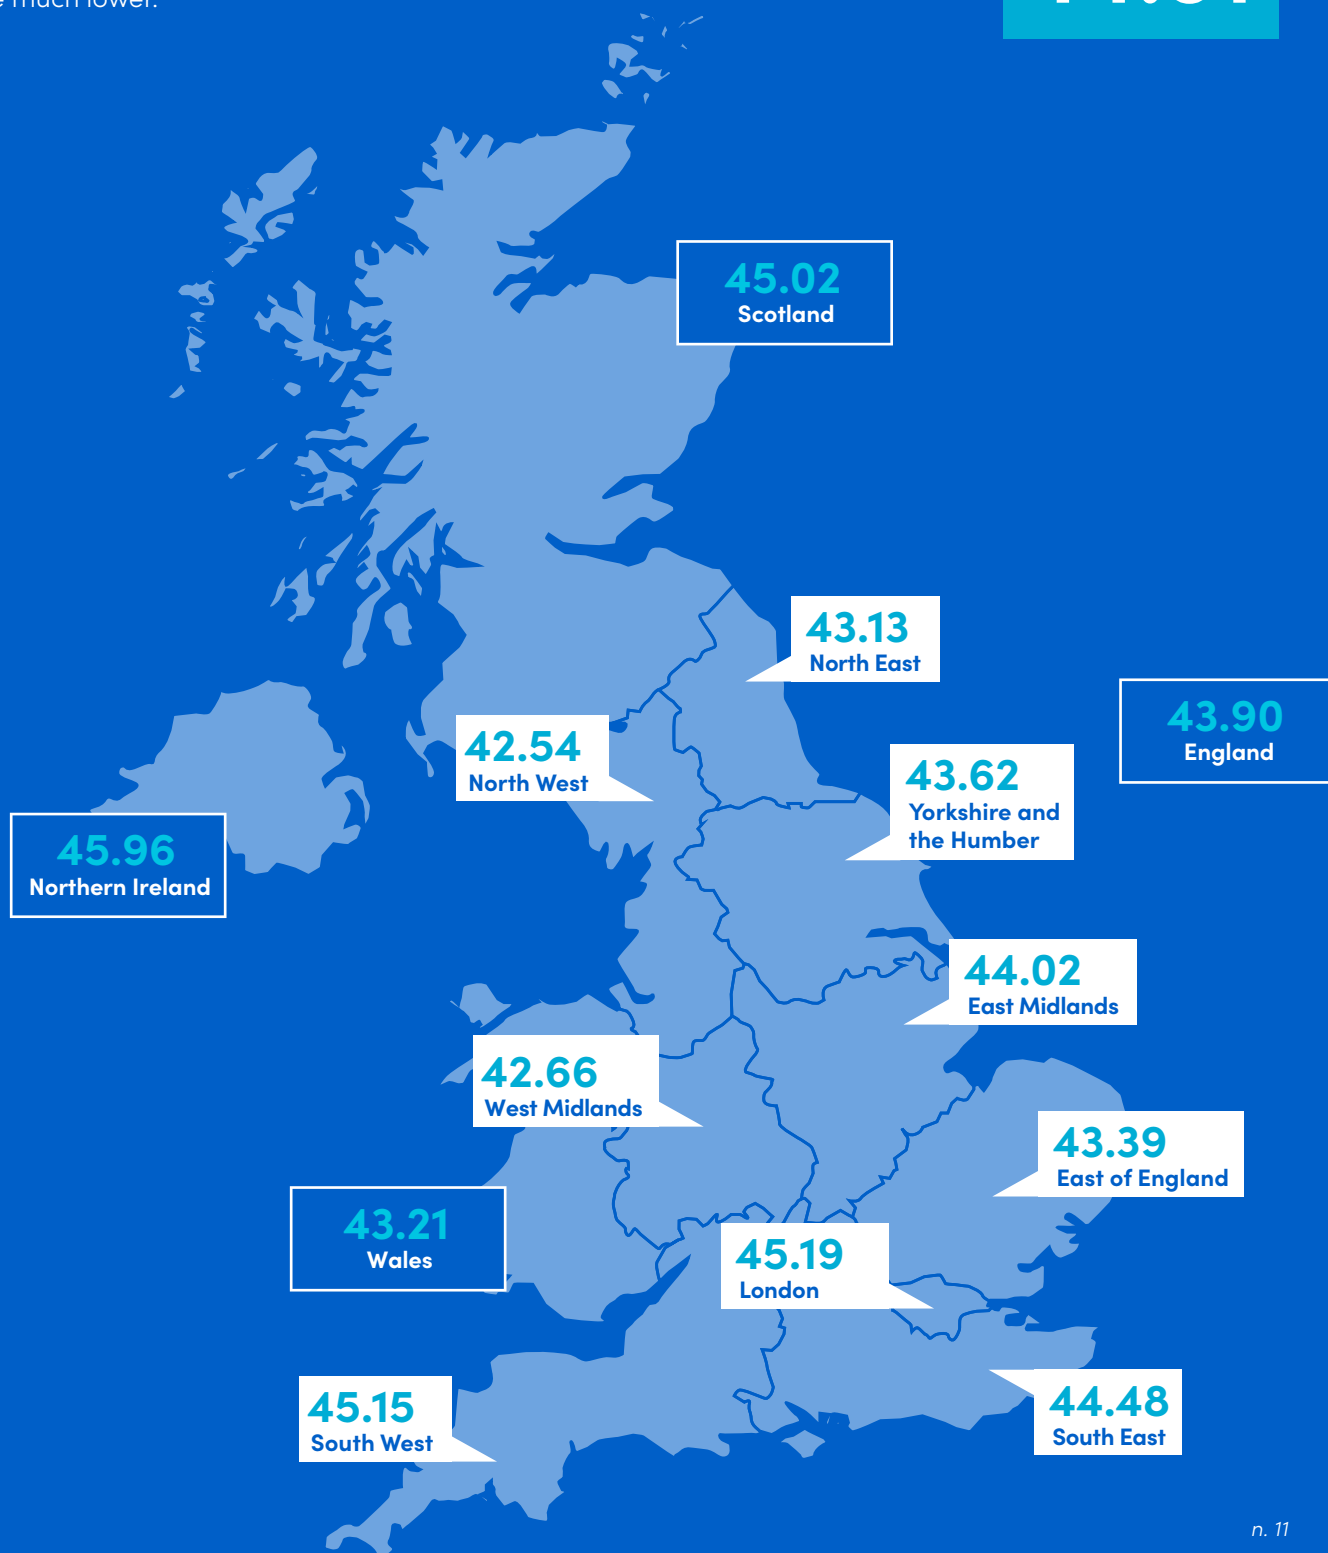 much lower.
45.02
Scotland
43.13
North East
43.90
England
42.54
North West
43.62
Yorkshire and
the Humber
45.96
Northern Ireland
44.02
East Midlands
42.66
West Midlands
43.39
East of England
43.21
Wales
45.19
London
45.15
South West
44.48
South East
n. 11